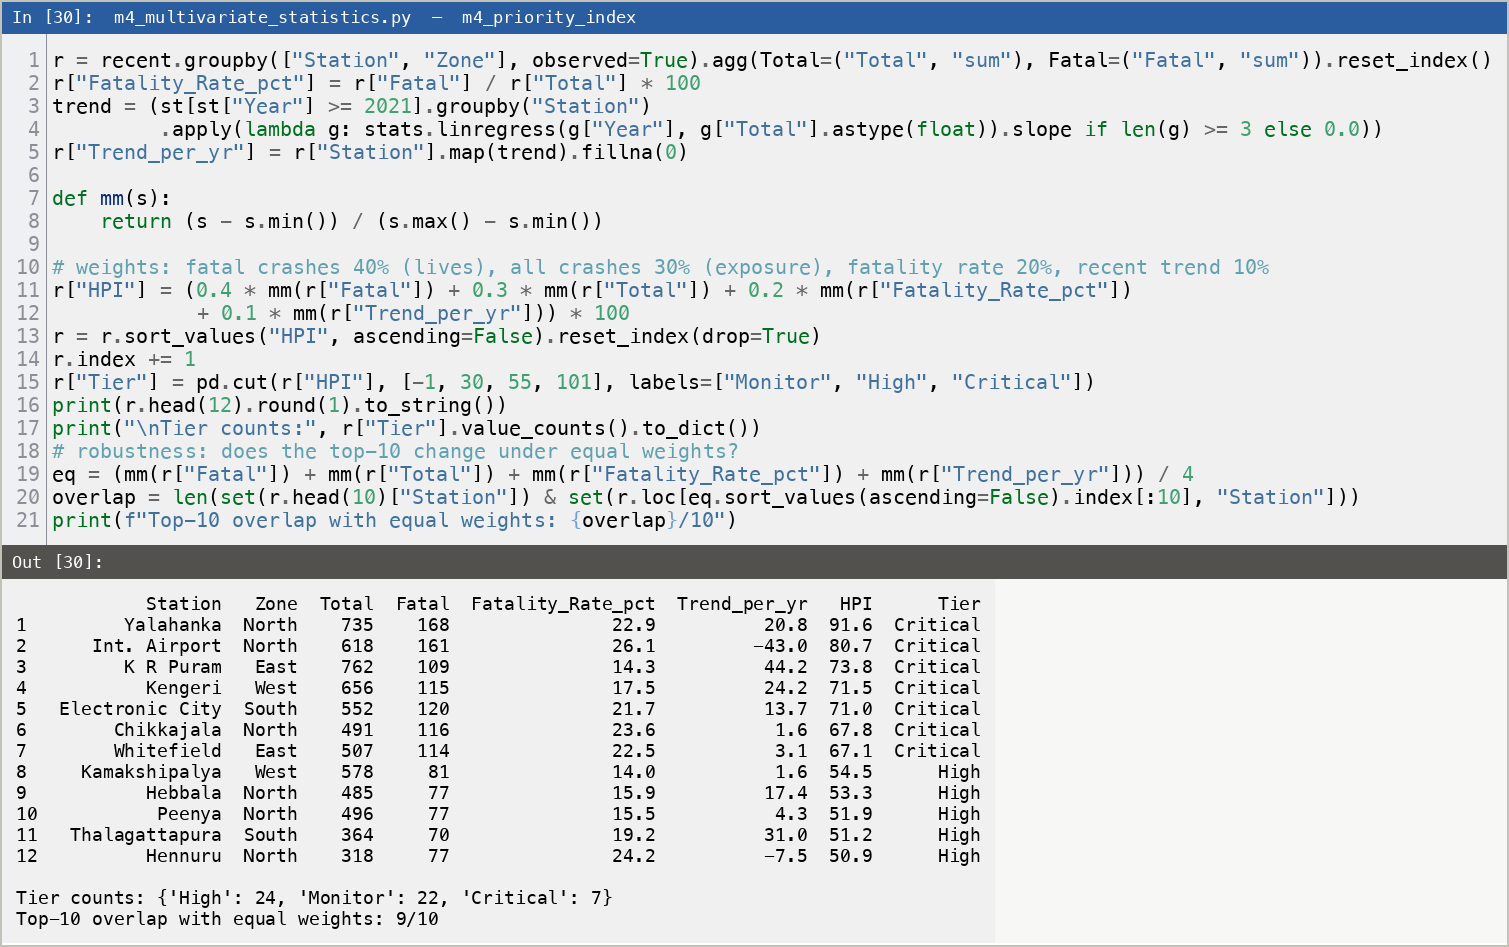 In [30]:  m4_multivariate_statistics.py  —  m4_priority_index
1 r = recent.groupby(["Station", "Zone"], observed=True).agg(Total=("Total", "sum"), Fatal=("Fatal", "sum")).reset_index()
2 r["Fatality_Rate_pct"] = r["Fatal"] / r["Total"] * 100
3 trend = (st[st["Year"] >= 2021].groupby("Station")
4          .apply(lambda g: stats.linregress(g["Year"], g["Total"].astype(float)).slope if len(g) >= 3 else 0.0))
5 r["Trend_per_yr"] = r["Station"].map(trend).fillna(0)
6
7 def mm(s):
8     return (s - s.min()) / (s.max() - s.min())
9
10 # weights: fatal crashes 40% (lives), all crashes 30% (exposure), fatality rate 20%, recent trend 10%
11 r["HPI"] = (0.4 * mm(r["Fatal"]) + 0.3 * mm(r["Total"]) + 0.2 * mm(r["Fatality_Rate_pct"])
12             + 0.1 * mm(r["Trend_per_yr"])) * 100
13 r = r.sort_values("HPI", ascending=False).reset_index(drop=True)
14 r.index += 1
15 r["Tier"] = pd.cut(r["HPI"], [-1, 30, 55, 101], labels=["Monitor", "High", "Critical"])
16 print(r.head(12).round(1).to_string())
17 print("\nTier counts:", r["Tier"].value_counts().to_dict())
18 # robustness: does the top-10 change under equal weights?
19 eq = (mm(r["Fatal"]) + mm(r["Total"]) + mm(r["Fatality_Rate_pct"]) + mm(r["Trend_per_yr"])) / 4
20 overlap = len(set(r.head(10)["Station"]) & set(r.loc[eq.sort_values(ascending=False).index[:10], "Station"]))
21 print(f"Top-10 overlap with equal weights: {overlap}/10")
Out [30]:
            Station   Zone  Total  Fatal  Fatality_Rate_pct  Trend_per_yr   HPI      Tier
1         Yalahanka  North    735    168               22.9          20.8  91.6  Critical
2      Int. Airport  North    618    161               26.1         -43.0  80.7  Critical
3         K R Puram   East    762    109               14.3          44.2  73.8  Critical
4           Kengeri   West    656    115               17.5          24.2  71.5  Critical
5   Electronic City  South    552    120               21.7          13.7  71.0  Critical
6        Chikkajala  North    491    116               23.6           1.6  67.8  Critical
7        Whitefield   East    507    114               22.5           3.1  67.1  Critical
8     Kamakshipalya   West    578     81               14.0           1.6  54.5      High
9           Hebbala  North    485     77               15.9          17.4  53.3      High
10           Peenya  North    496     77               15.5           4.3  51.9      High
11   Thalagattapura  South    364     70               19.2          31.0  51.2      High
12          Hennuru  North    318     77               24.2          -7.5  50.9      High
Tier counts: {'High': 24, 'Monitor': 22, 'Critical': 7}
Top-10 overlap with equal weights: 9/10